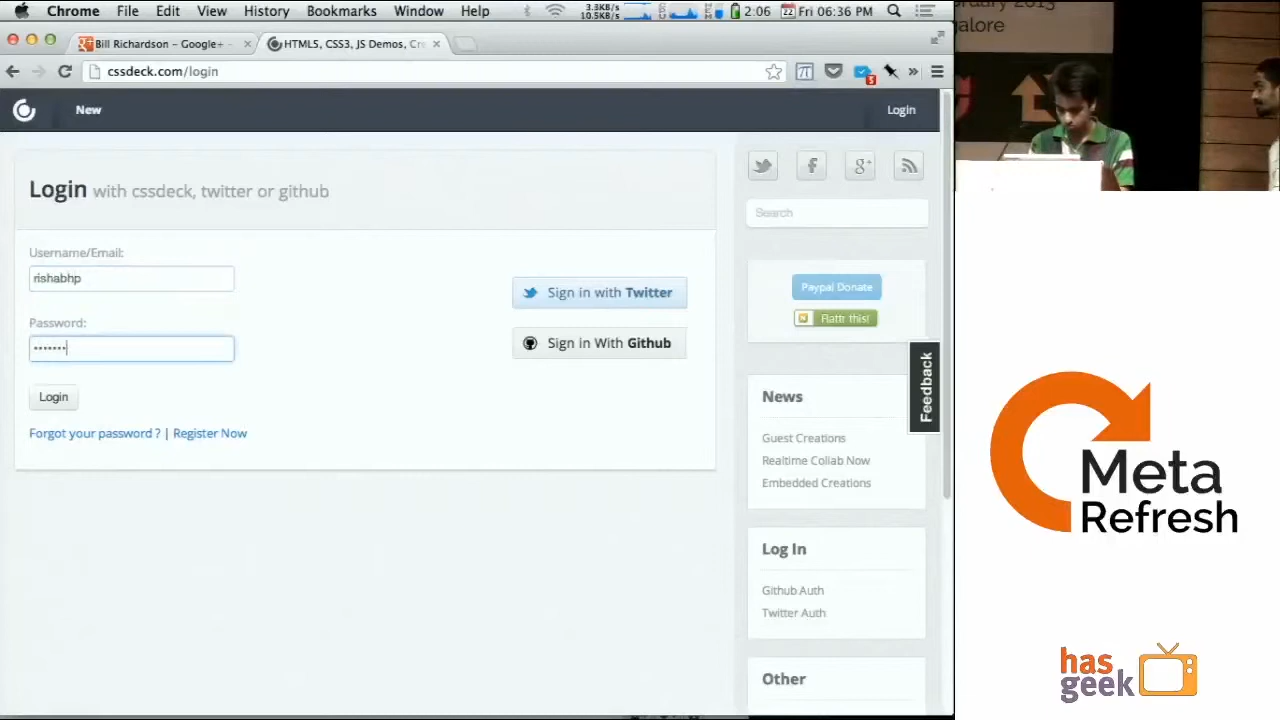 Chrome File Edit View History Bookmarks Window Help 3.3KB/s 10.5KB/s 2:06 Fri 06:36 PM
Bill Richardson – Google+
HTML5, CSS3, JS Demos, Cre
cssdeck.com/login
3
New
Login
Login with cssdeck, twitter or github
Username/Email:
rishabhp
Password:
•••••••
Login
Forgot your password ? | Register Now
Sign in with Twitter
Sign in With Github
Search
Paypal Donate
Flattr this!
Feedback
News
Guest Creations
Realtime Collab Now
Embedded Creations
Log In
Github Auth
Twitter Auth
Other
2013
galore
Meta
Refresh
has
geek